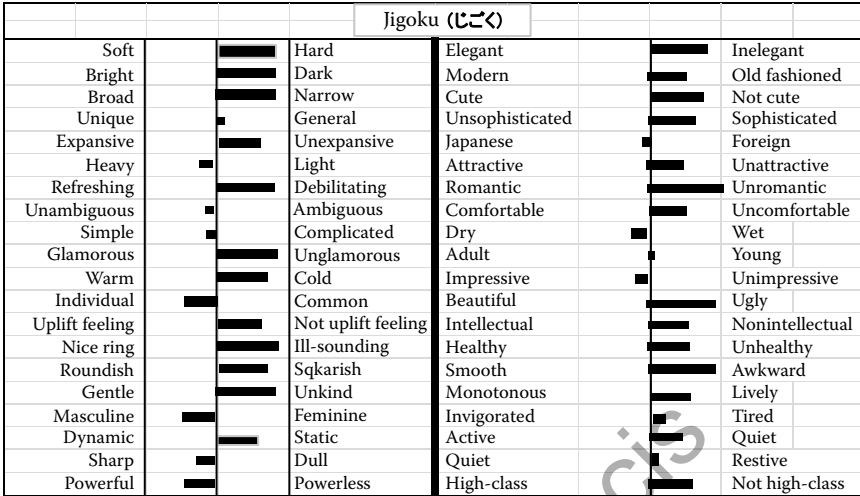 Jigoku (じごく)
Soft Hard Elegant Inelegant
Bright Dark Modern Old fashioned
Broad Narrow Cute Not cute
Unique General Unsophisticated Sophisticated
Expansive Unexpansive Japanese Foreign
Heavy Light Attractive Unattractive
Refreshing Debilitating Romantic Unromantic
Unambiguous Ambiguous Comfortable Uncomfortable
Simple Complicated Dry Wet
Glamorous Unglamorous Adult Young
Warm Cold Impressive Unimpressive
Individual Common Beautiful Ugly
Uplift feeling Not uplift feeling Intellectual Nonintellectual
Nice ring Ill-sounding Healthy Unhealthy
Roundish Sqkarish Smooth Awkward
Gentle Unkind Monotonous Lively
Masculine Feminine Invigorated Tired
Dynamic Static Active Quiet
Sharp Dull Quiet Restive
Powerful Powerless High-class Not high-class
cis